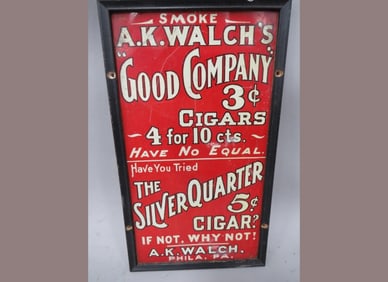 SMOKE
A.K. WALCH'S
"GOOD COMPANY"
3¢
CIGARS
4 for 10 cts.
HAVE NO EQUAL.
Have You Tried
THE
SILVER QUARTER
5¢
CIGAR?
IF NOT, WHY NOT!
A.K. WALCH.
PHILA. PA.